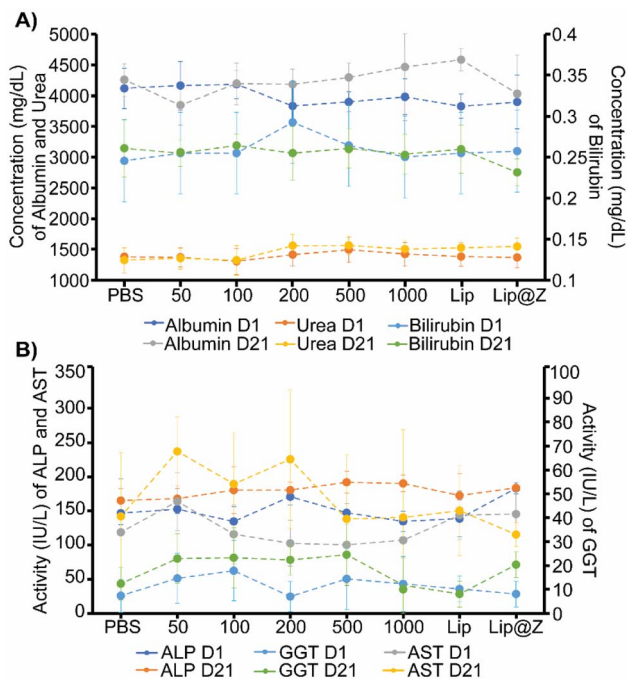 A)
Concentration (mg/dL)
of Albumin and Urea
5000
4500
4000
3500
3000
2500
2000
1500
1000
0.4
0.35
0.3
0.25
0.2
0.15
0.1
Concentration (mg/dL)
of Bilirubin
PBS 50 100 200 500 1000 Lip Lip@Z
Albumin D1 Urea D1 Bilirubin D1
Albumin D21 Urea D21 Bilirubin D21
B)
Activity (IU/L) of ALP and AST
350
300
250
200
150
100
50
0
100
90
80
70
60
50
40
30
20
10
0
Activity (IU/L) of GGT
PBS 50 100 200 500 1000 Lip Lip@Z
ALP D1 GGT D1 AST D1
ALP D21 GGT D21 AST D21